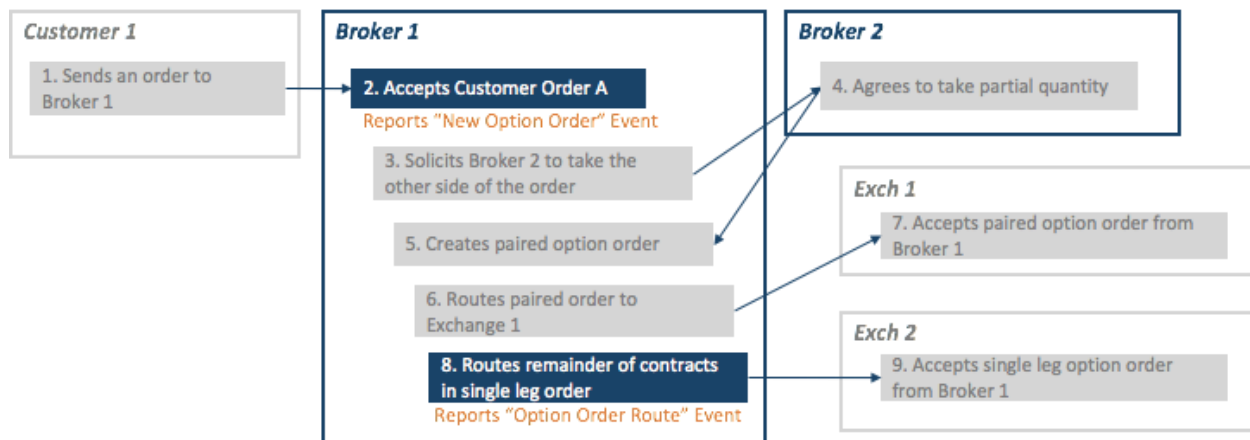 Customer 1
1. Sends an order to
Broker 1
Broker 1
2. Accepts Customer Order A
Reports "New Option Order" Event
3. Solicits Broker 2 to take the
other side of the order
5. Creates paired option order
6. Routes paired order to
Exchange 1
8. Routes remainder of contracts
in single leg order
Reports "Option Order Route" Event
Broker 2
4. Agrees to take partial quantity
Exch 1
7. Accepts paired option order from
Broker 1
Exch 2
9. Accepts single leg option order
from Broker 1